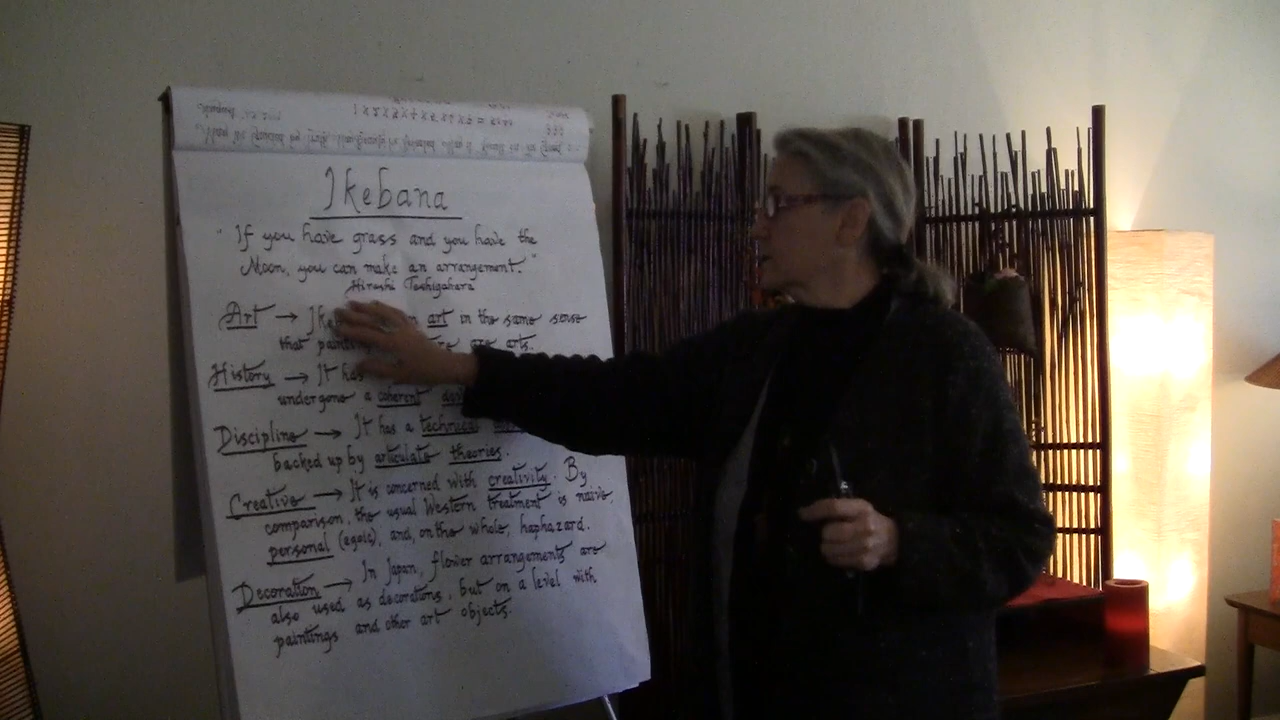 Ikebana
" If you have grass and you have the
Moon, you can make an arrangement."
Hiroshi Teshigahara
Art → art in the same sense
that are arts.
History → It has
undergone a coherent
Discipline → It has a technical
backed up by articulate theories.
Creative → It is concerned with creativity. By
comparison, the usual Western treatment is naive,
personal (egoic), and, on the whole, haphazard.
Decoration → In Japan, flower arrangements are
also used as decorations, but on a level with
paintings and other art objects.